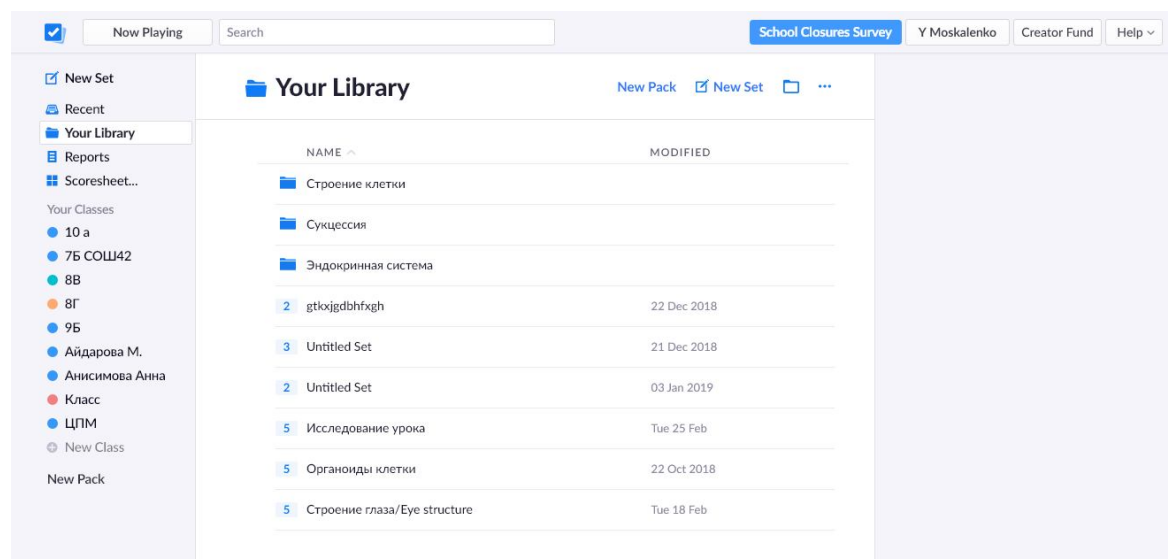 Now Playing Search School Closures Survey Y Moskalenko Creator Fund Help
New Set
Recent
Your Library
Reports
Scoresheet...
Your Classes
10 а
7Б СОШ42
8В
8Г
9Б
Айдарова М.
Анисимова Анна
Класс
ЦПМ
New Class
New Pack
Your Library New Pack New Set ...
NAME MODIFIED
Строение клетки
Сукцессия
Эндокринная система
2 gtkxjgdbhfxgh 22 Dec 2018
3 Untitled Set 21 Dec 2018
2 Untitled Set 03 Jan 2019
5 Исследование урока Tue 25 Feb
5 Органоиды клетки 22 Oct 2018
5 Строение глаза/Eye structure Tue 18 Feb